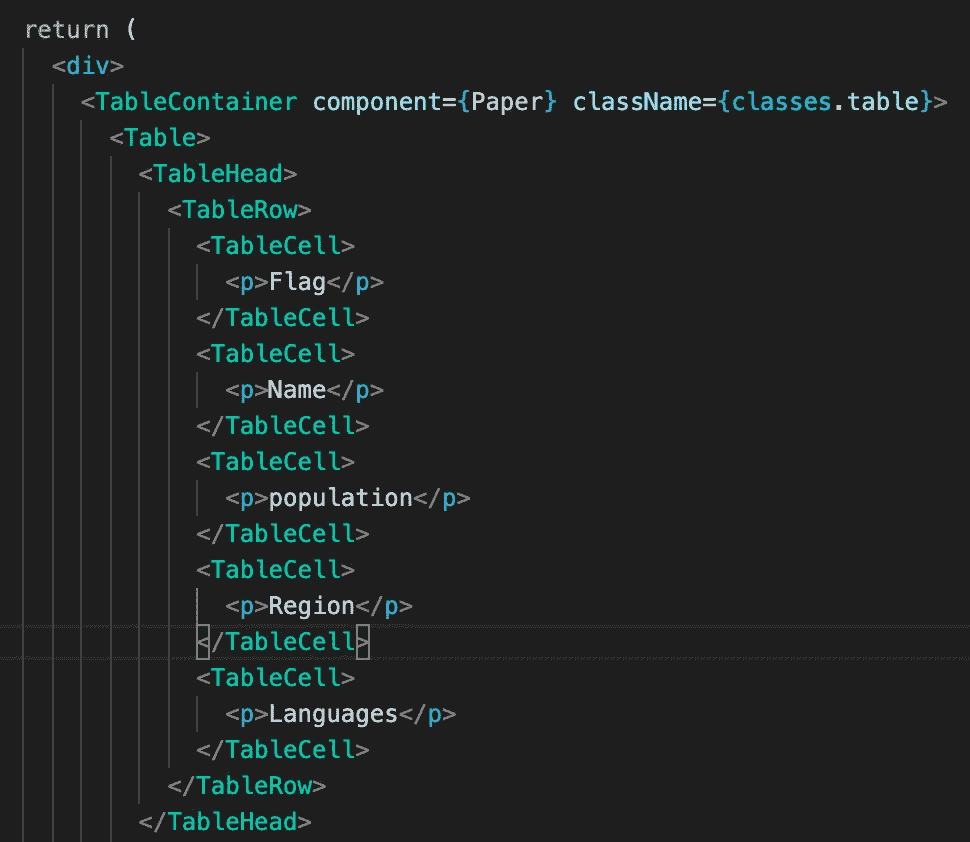 return (
<div>
<TableContainer component={Paper} className={classes.table}>
<Table>
<TableHead>
<TableRow>
<TableCell>
<p>Flag</p>
</TableCell>
<TableCell>
<p>Name</p>
</TableCell>
<TableCell>
<p>population</p>
</TableCell>
<TableCell>
<p>Region</p>
</TableCell>
<TableCell>
<p>Languages</p>
</TableCell>
</TableRow>
</TableHead>